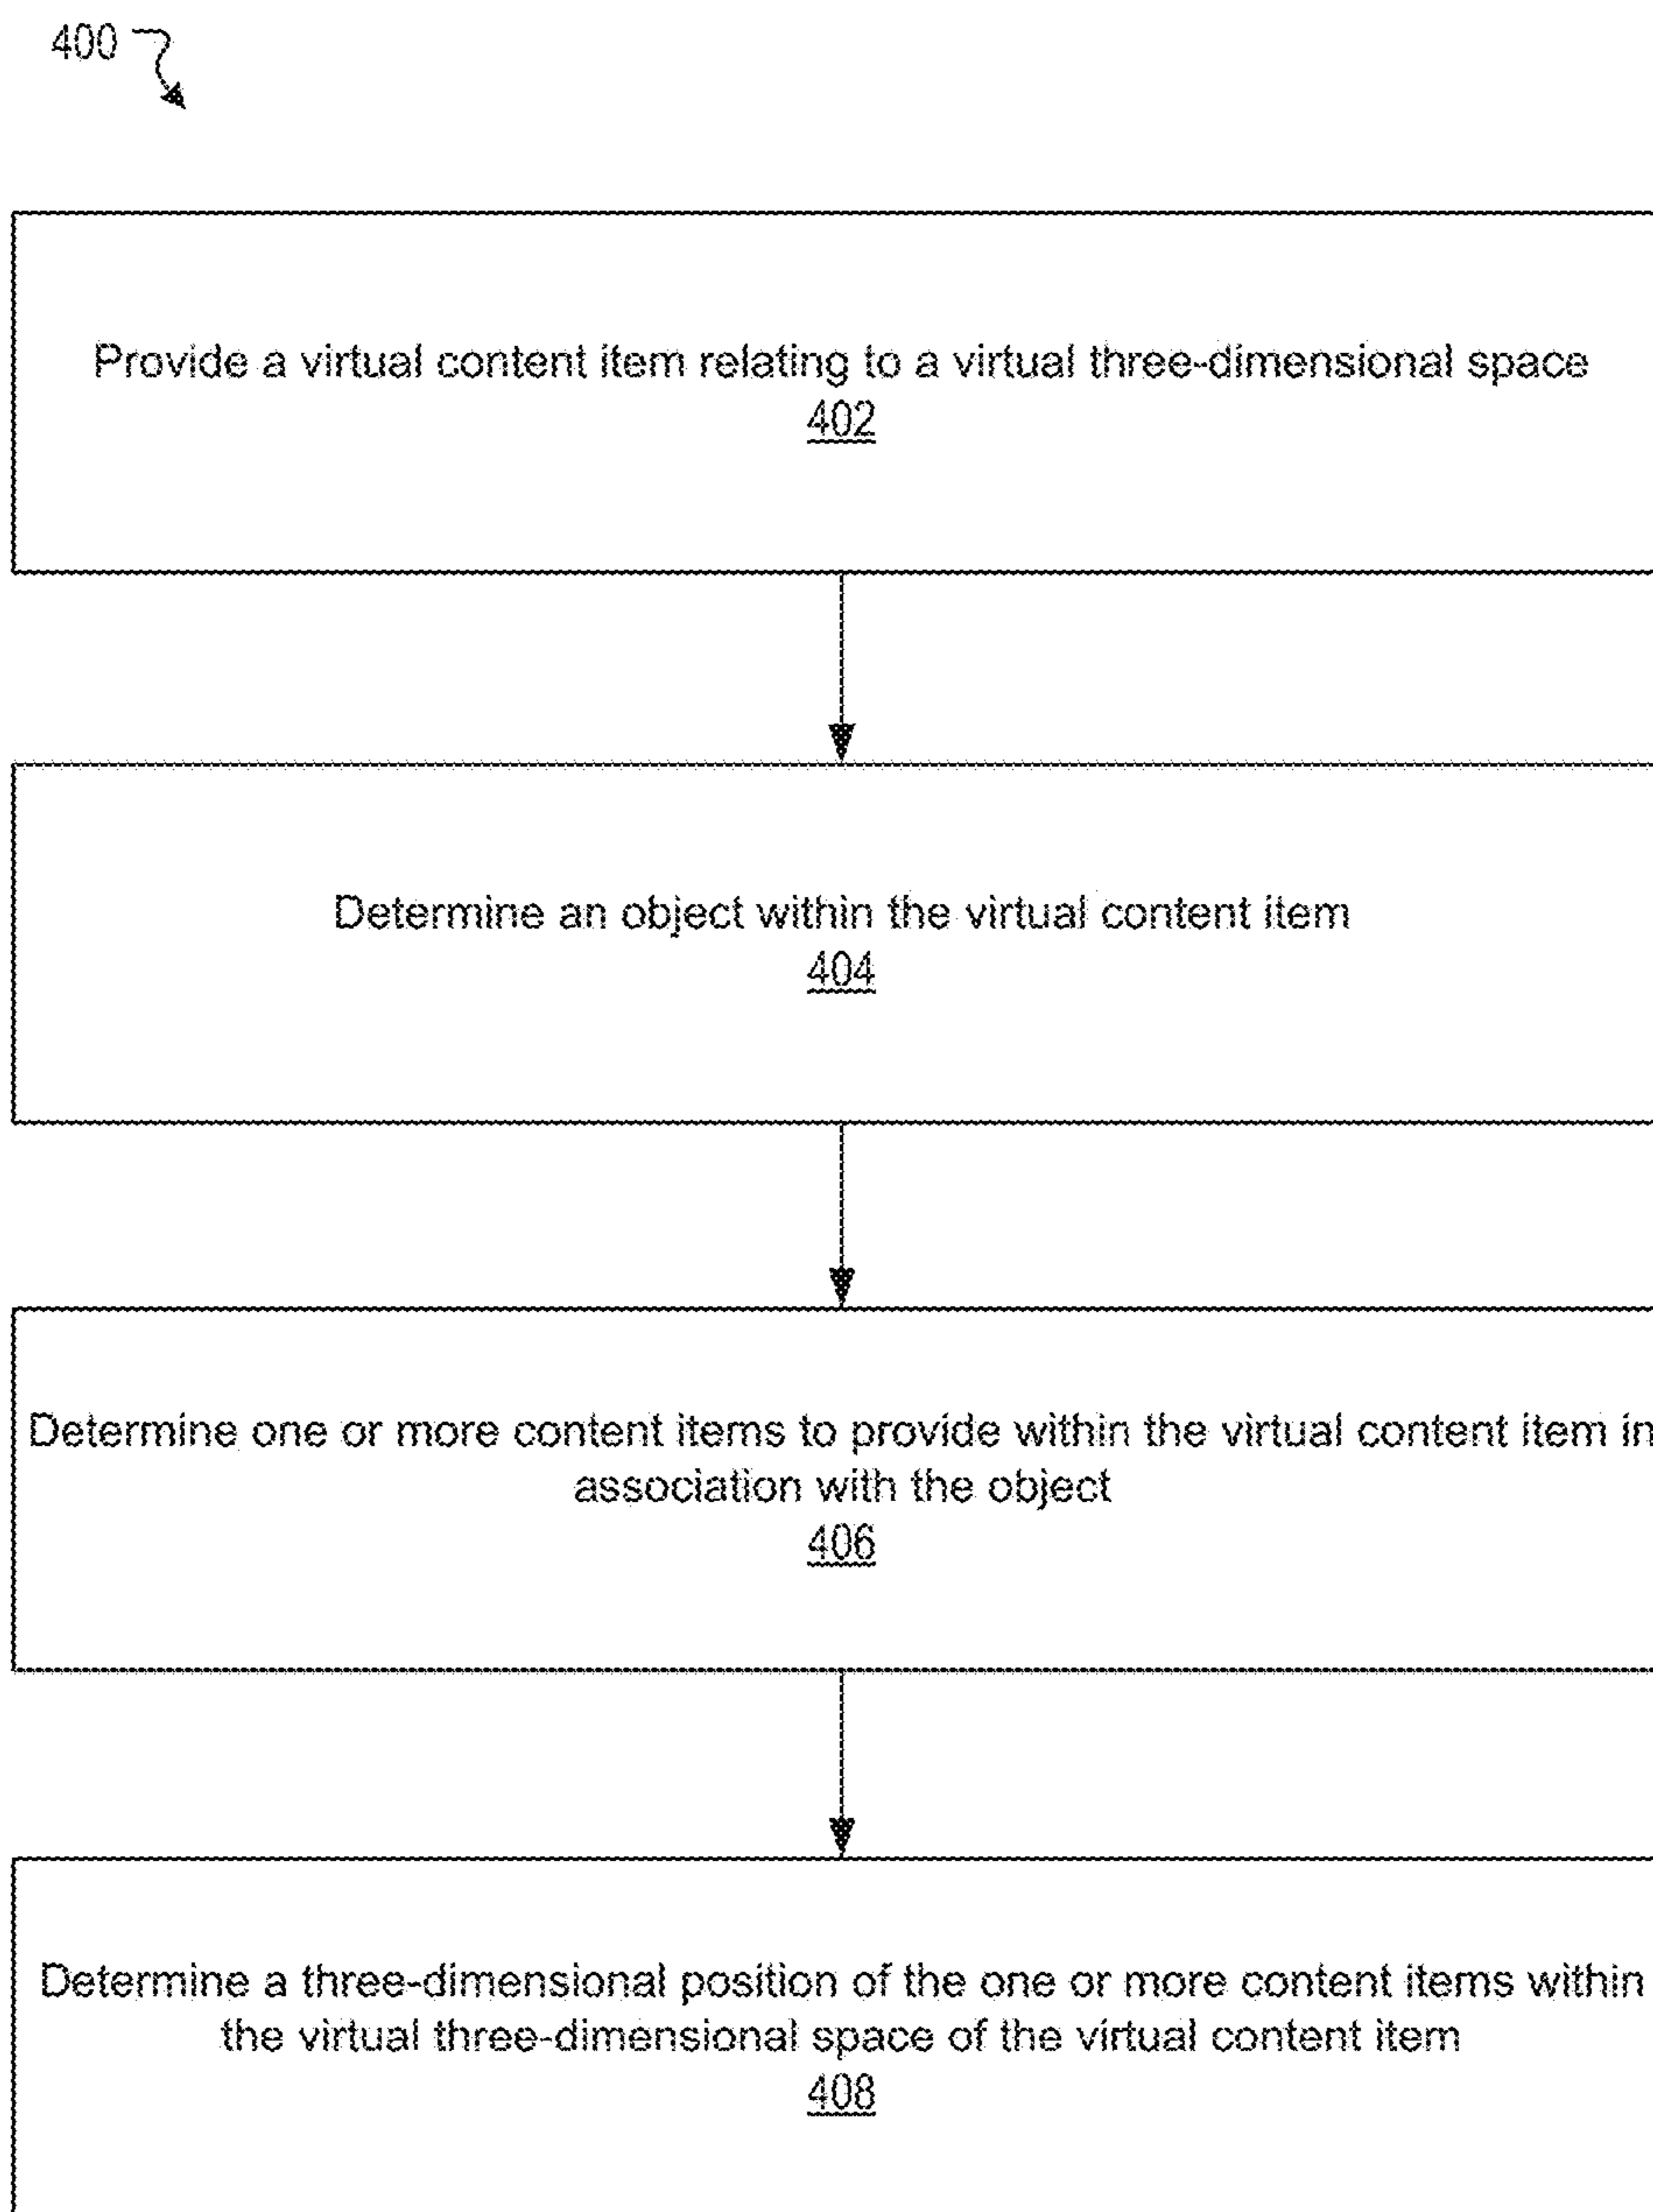 400
Provide a virtual content item relating to a virtual three-dimensional space
402
Determine an object within the virtual content item
404
Determine one or more content items to provide within the virtual content item in
association with the object
406
Determine a three-dimensional position of the one or more content items within
the virtual three-dimensional space of the virtual content item
408